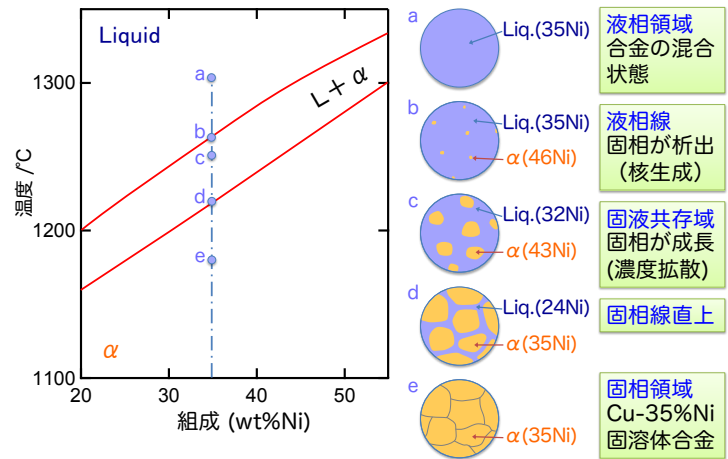 Liquid
L+α
α
a
b
c
d
e
1300
1200
1100
温度 /℃
20
30
40
50
組成 (wt%Ni)
a
Liq.(35Ni)
液相領域
合金の混合
状態
b
Liq.(35Ni)
α(46Ni)
液相線
固相が析出
(核生成)
c
Liq.(32Ni)
α(43Ni)
固液共存域
固相が成長
(濃度拡散)
d
Liq.(24Ni)
α(35Ni)
固相線直上
e
α(35Ni)
固相領域
Cu-35%Ni
固溶体合金